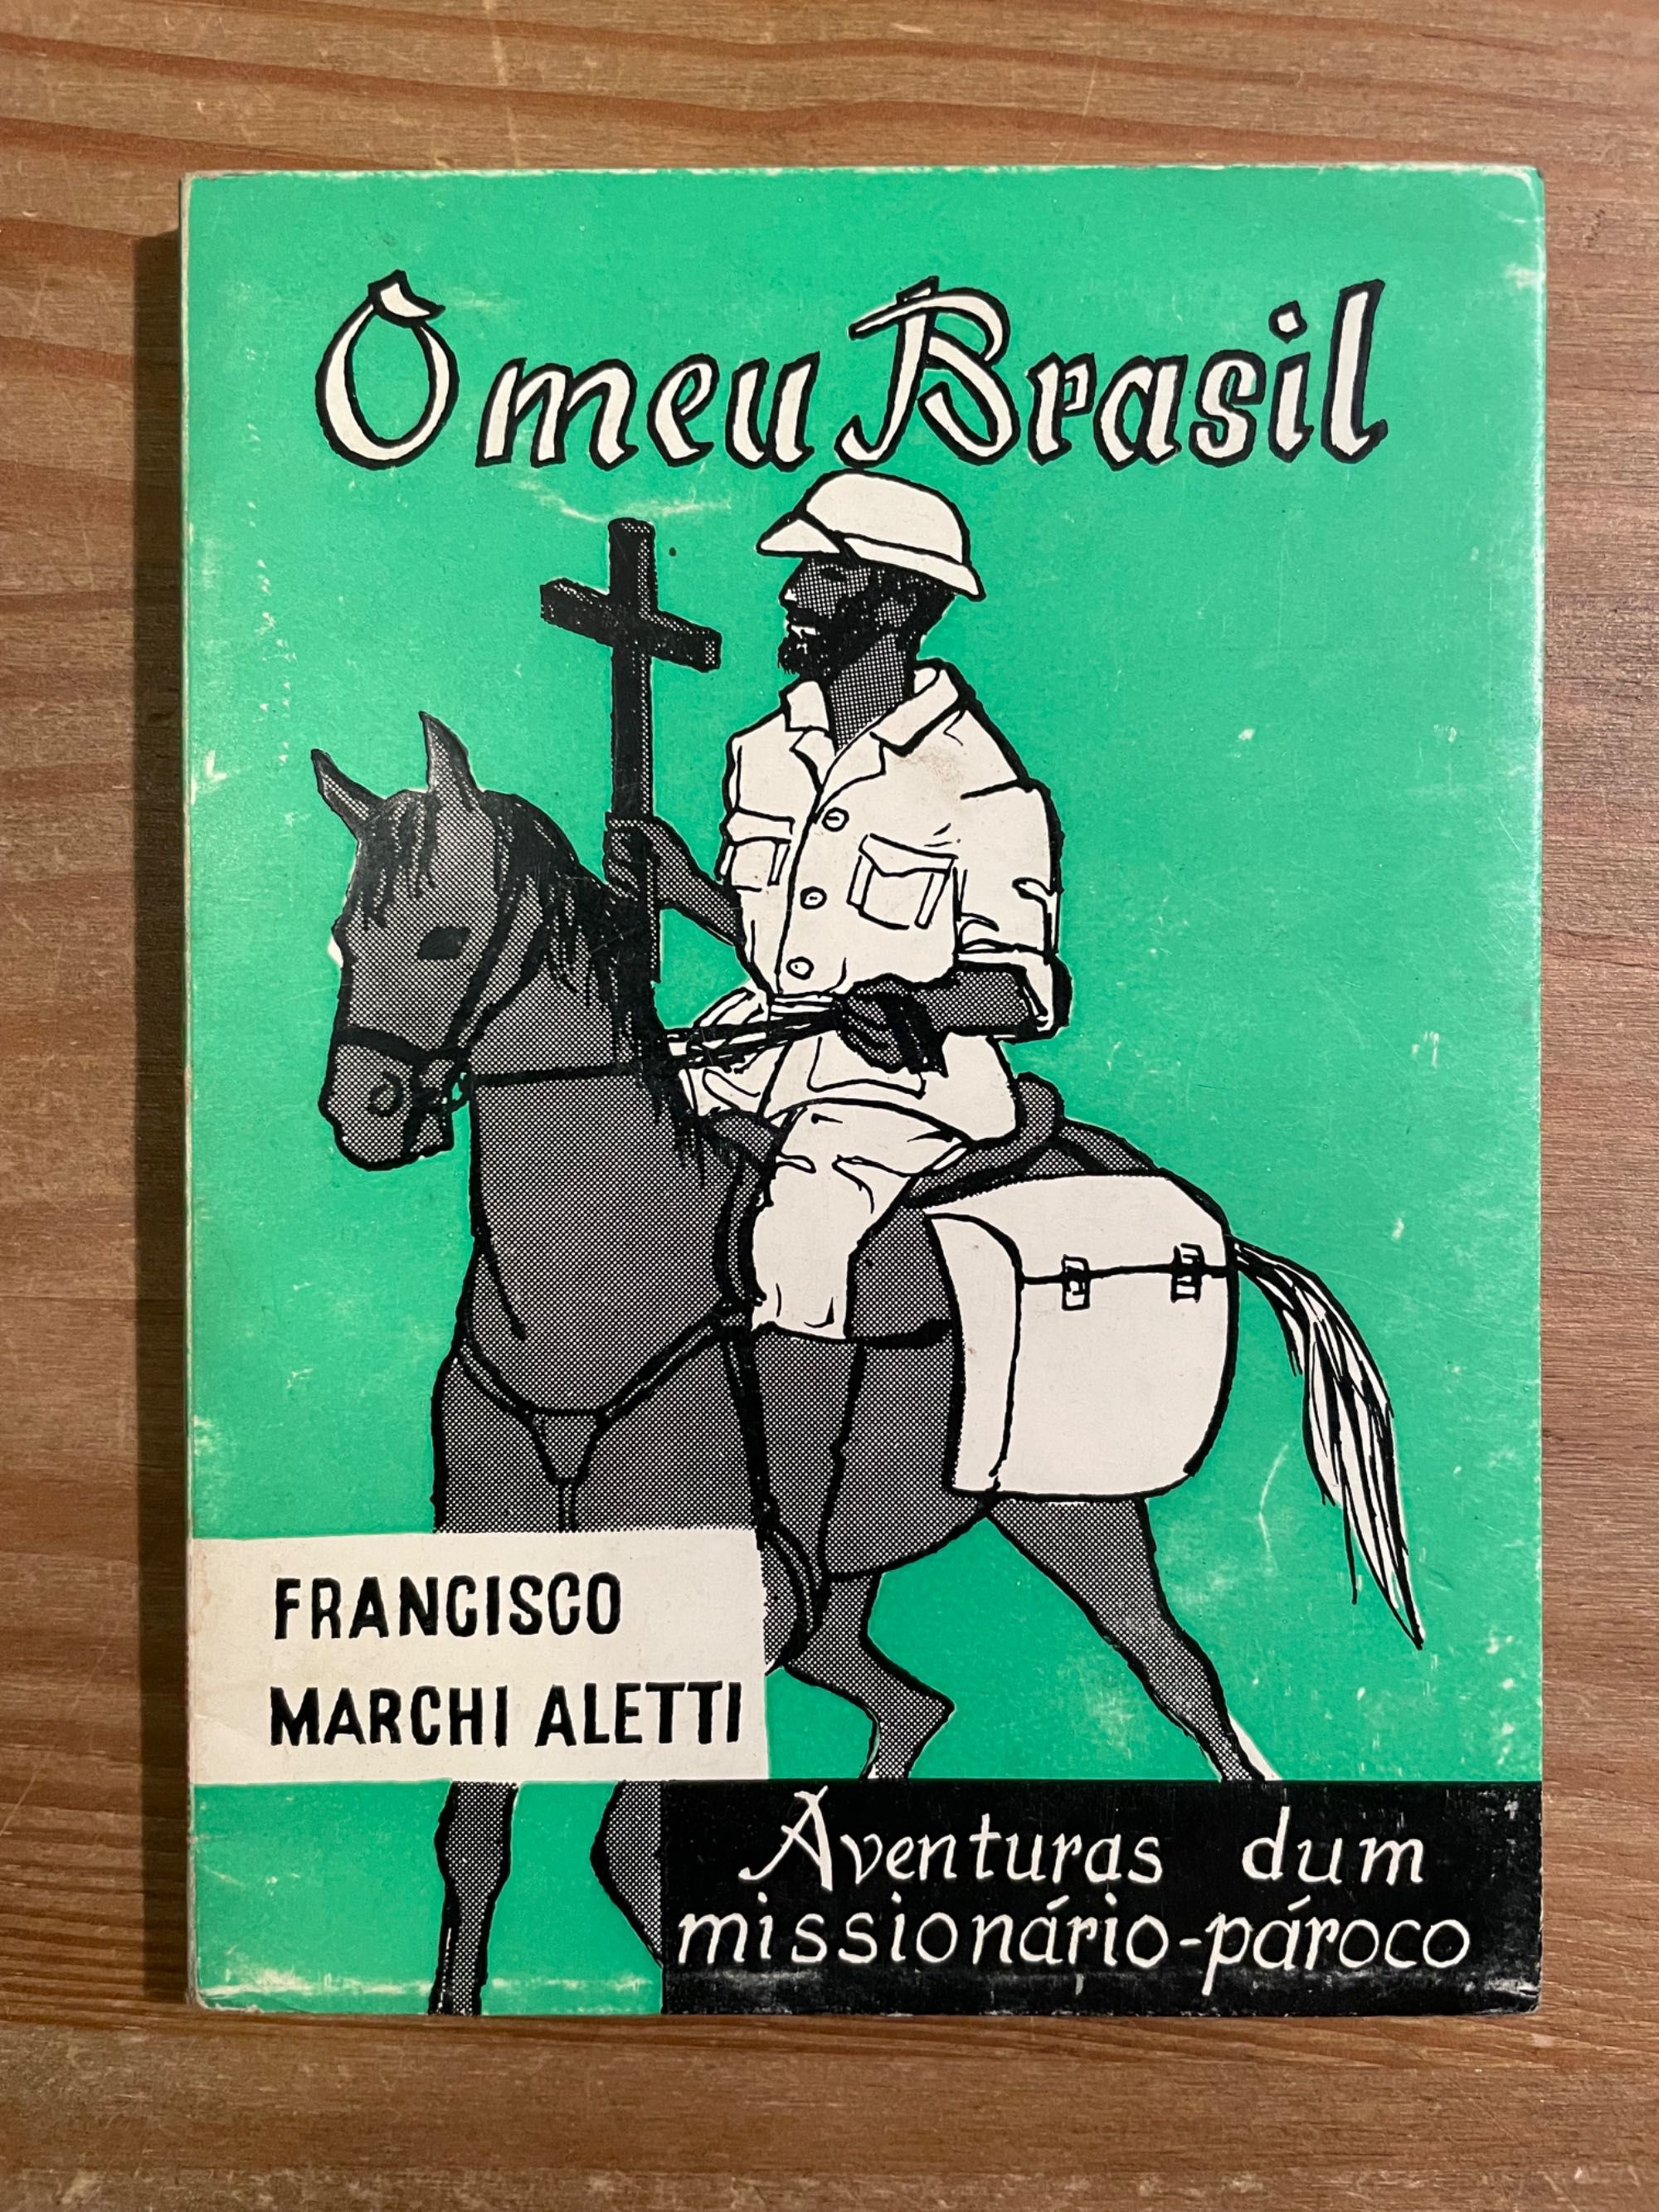 O meu Brasil
FRANCISCO
MARCHI ALETTI
Aventuras dum
missionário-pároco